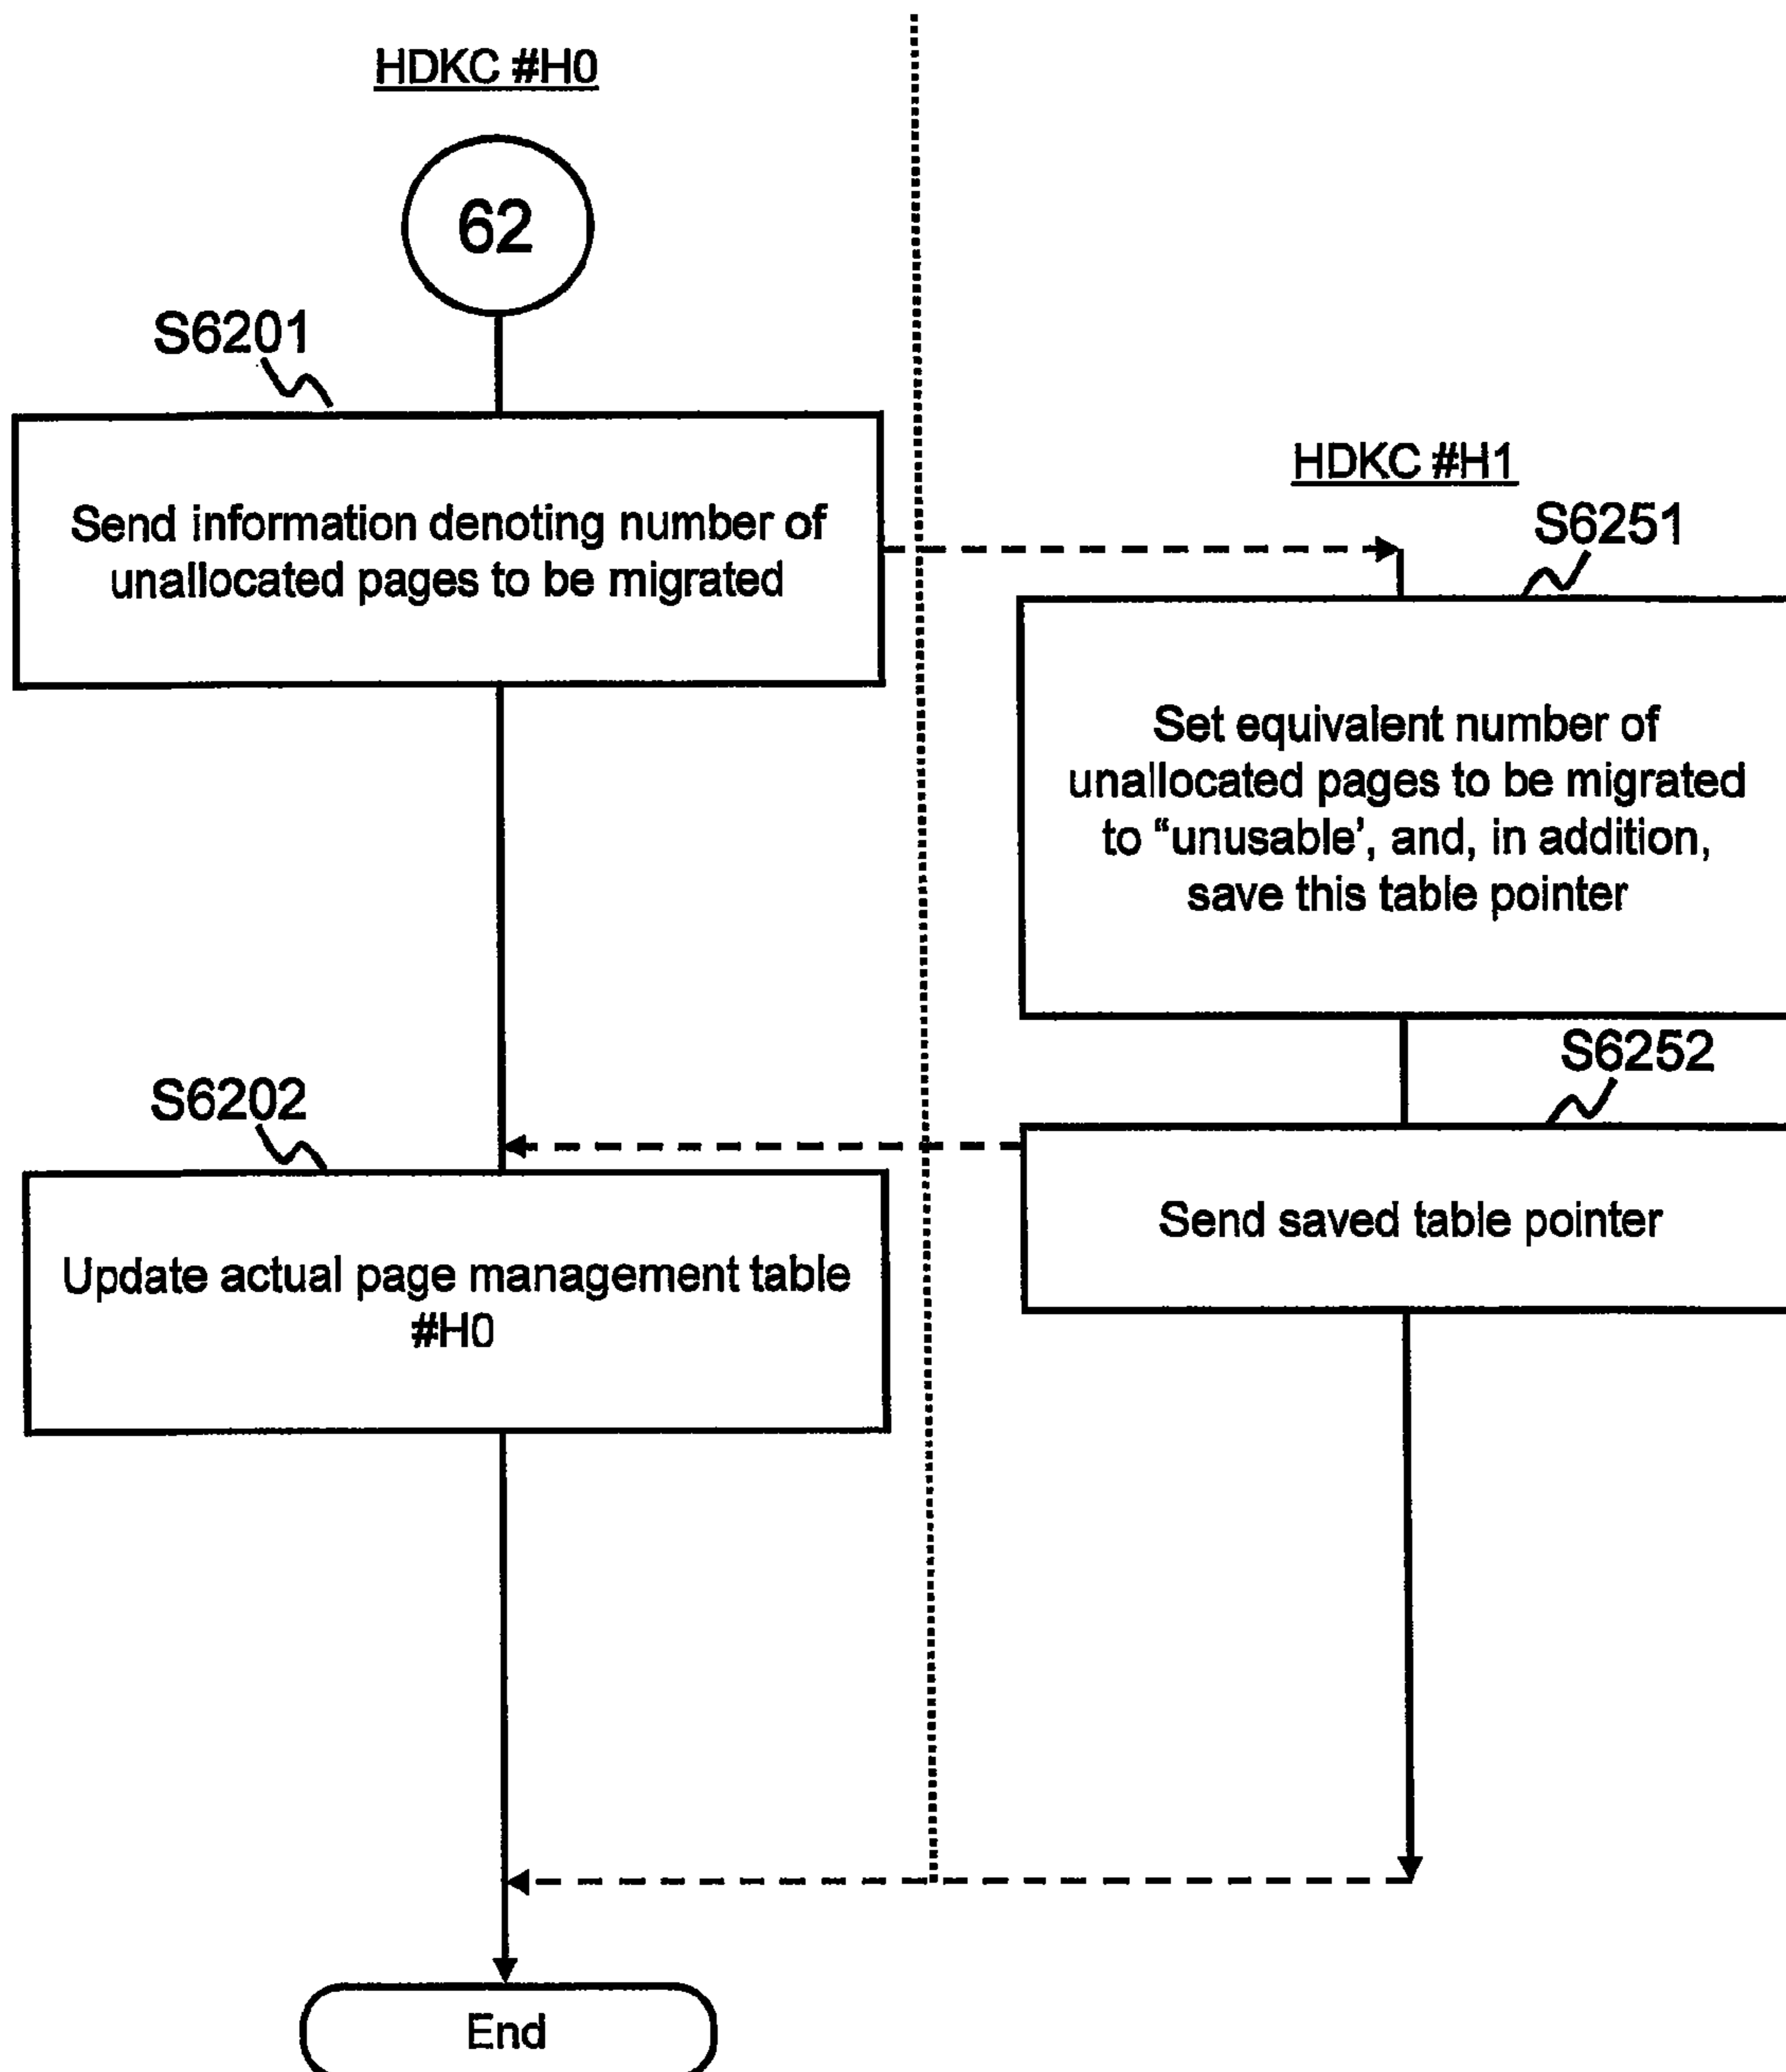 HDKC #H0
62
S6201
Send information denoting number of
unallocated pages to be migrated
HDKC #H1
S6251
Set equivalent number of
unallocated pages to be migrated
to “unusable’, and, in addition,
save this table pointer
S6252
Send saved table pointer
S6202
Update actual page management table
#H0
End